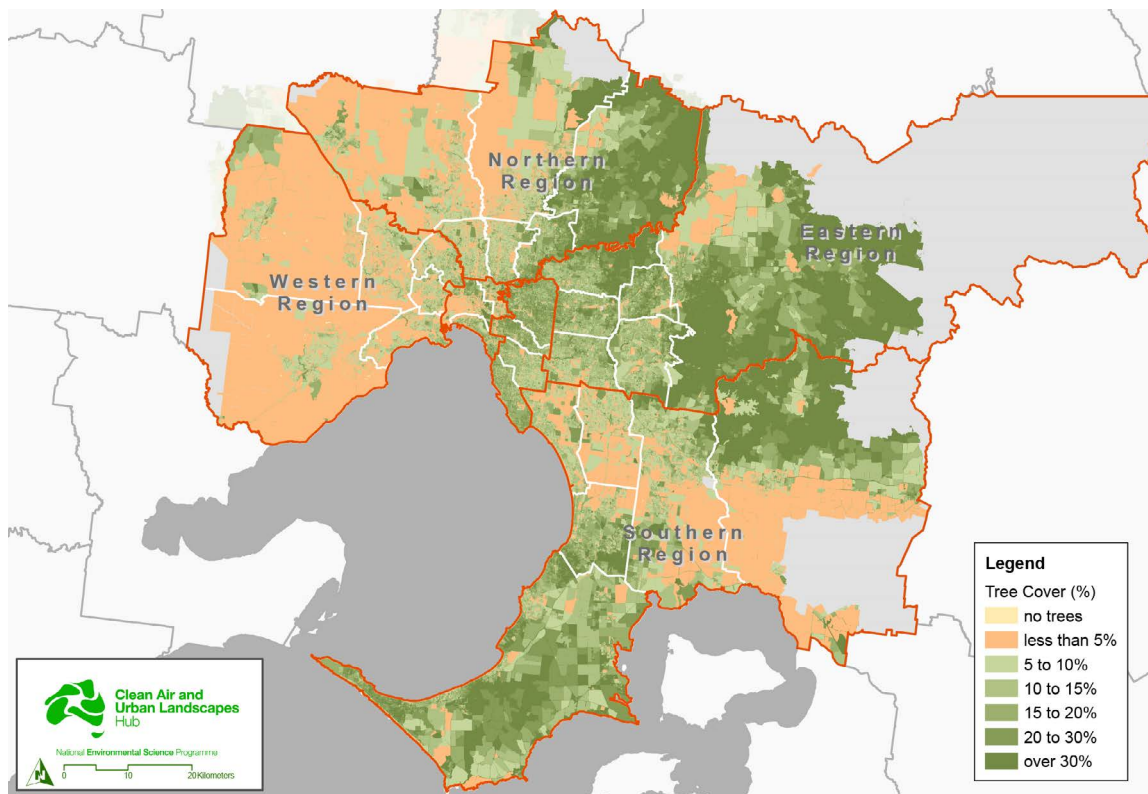 Northern
Region
Eastern
Region
Western
Region
Southern
Region
Legend
Tree Cover (%)
no trees
less than 5%
5 to 10%
10 to 15%
15 to 20%
20 to 30%
over 30%
Clean Air and
Urban Landscapes
Hub
National Environmental Science Programme
N
0 10 20 Kilometers